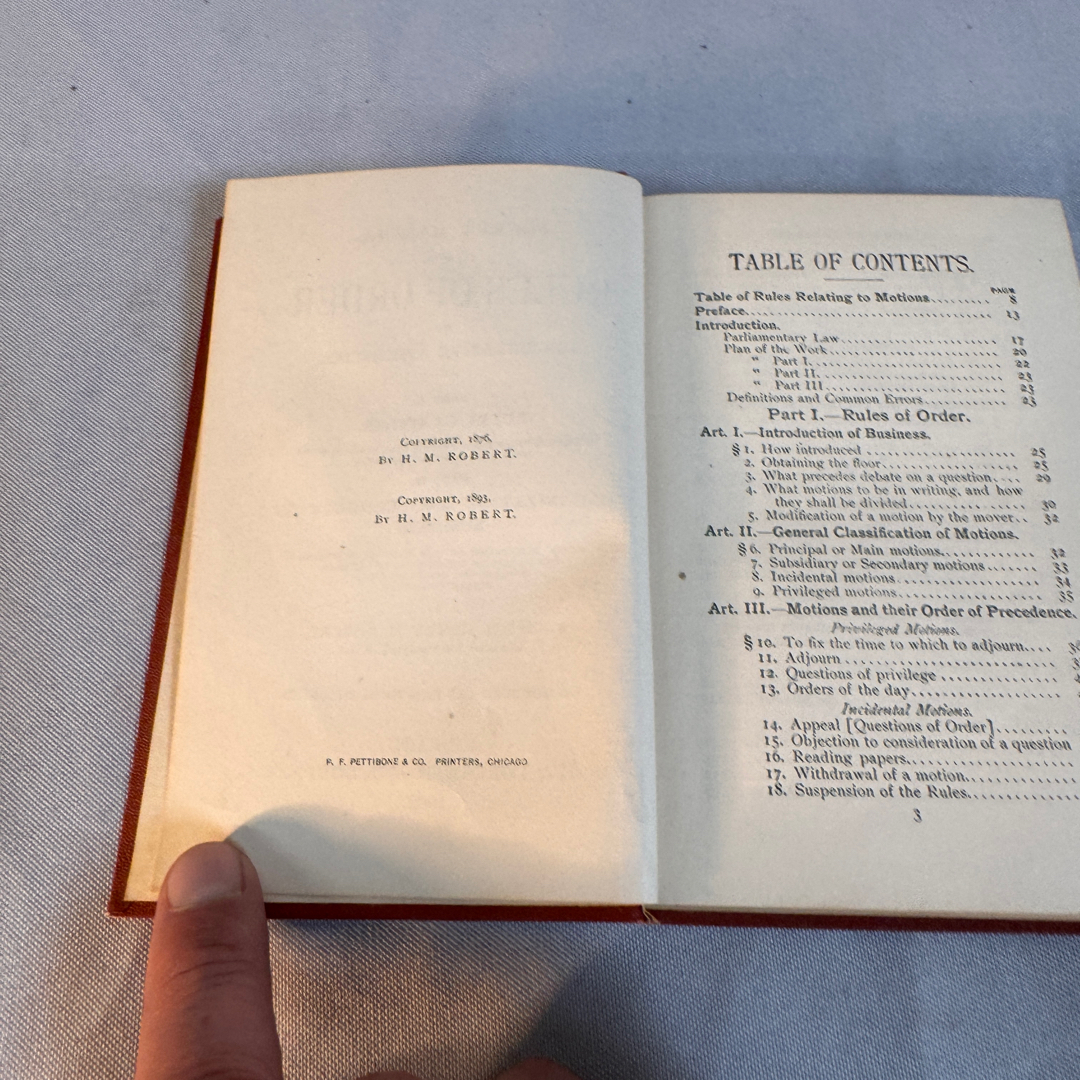 COPYRIGHT, 1876,
BY H. M. ROBERT.
COPYRIGHT, 1893,
BY H. M. ROBERT.
P. F. PETTIBONE & CO. PRINTERS, CHICAGO
TABLE OF CONTENTS.
PAGE
Table of Rules Relating to Motions......... 8
Preface.................................... 13
Introduction.
Parliamentary Law....................... 17
Plan of the Work........................ 20
" Part I............................ 22
" Part II........................... 23
" Part III.......................... 23
Definitions and Common Errors........... 23
Part I.—Rules of Order.
Art. I.—Introduction of Business.
§ 1. How introduced ..................... 25
2. Obtaining the floor................... 25
3. What precedes debate on a question.... 29
4. What motions to be in writing, and how
they shall be divided................. 30
5. Modification of a motion by the mover.. 32
Art. II.—General Classification of Motions.
§ 6. Principal or Main motions............. 32
7. Subsidiary or Secondary motions ....... 33
8. Incidental motions.................... 34
9. Privileged motions.................... 35
Art. III.—Motions and their Order of Precedence.
Privileged Motions.
§ 10. To fix the time to which to adjourn....
11. Adjourn ..............................
12. Questions of privilege ................
13. Orders of the day.....................
Incidental Motions.
14. Appeal [Questions of Order].........
15. Objection to consideration of a question
16. Reading papers.......................
17. Withdrawal of a motion...............
18. Suspension of the Rules...............
3